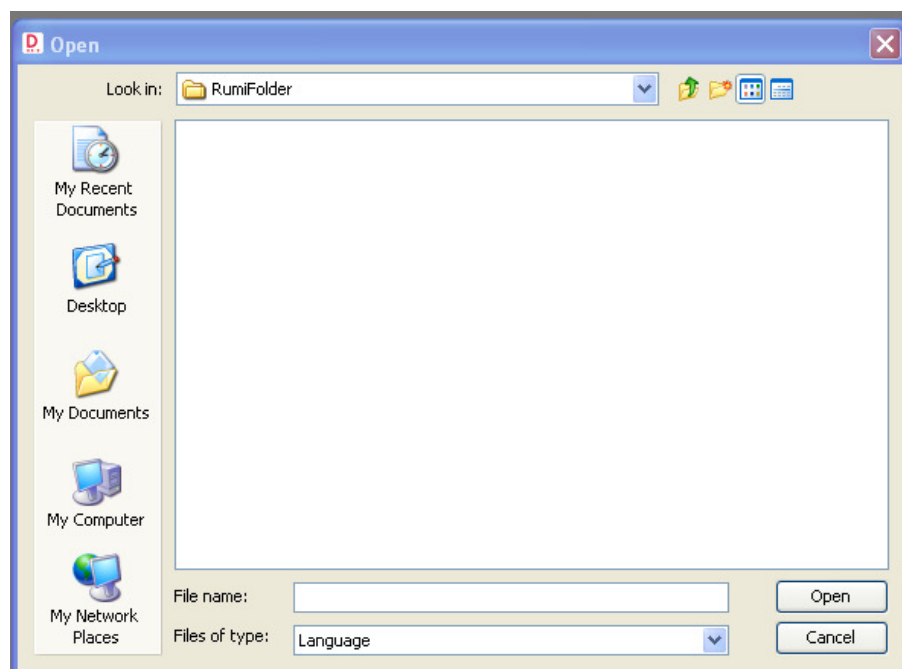 Open
Look in:
RumiFolder
My Recent
Documents
Desktop
My Documents
My Computer
My Network
Places
File name:
Open
Files of type:
Language
Cancel